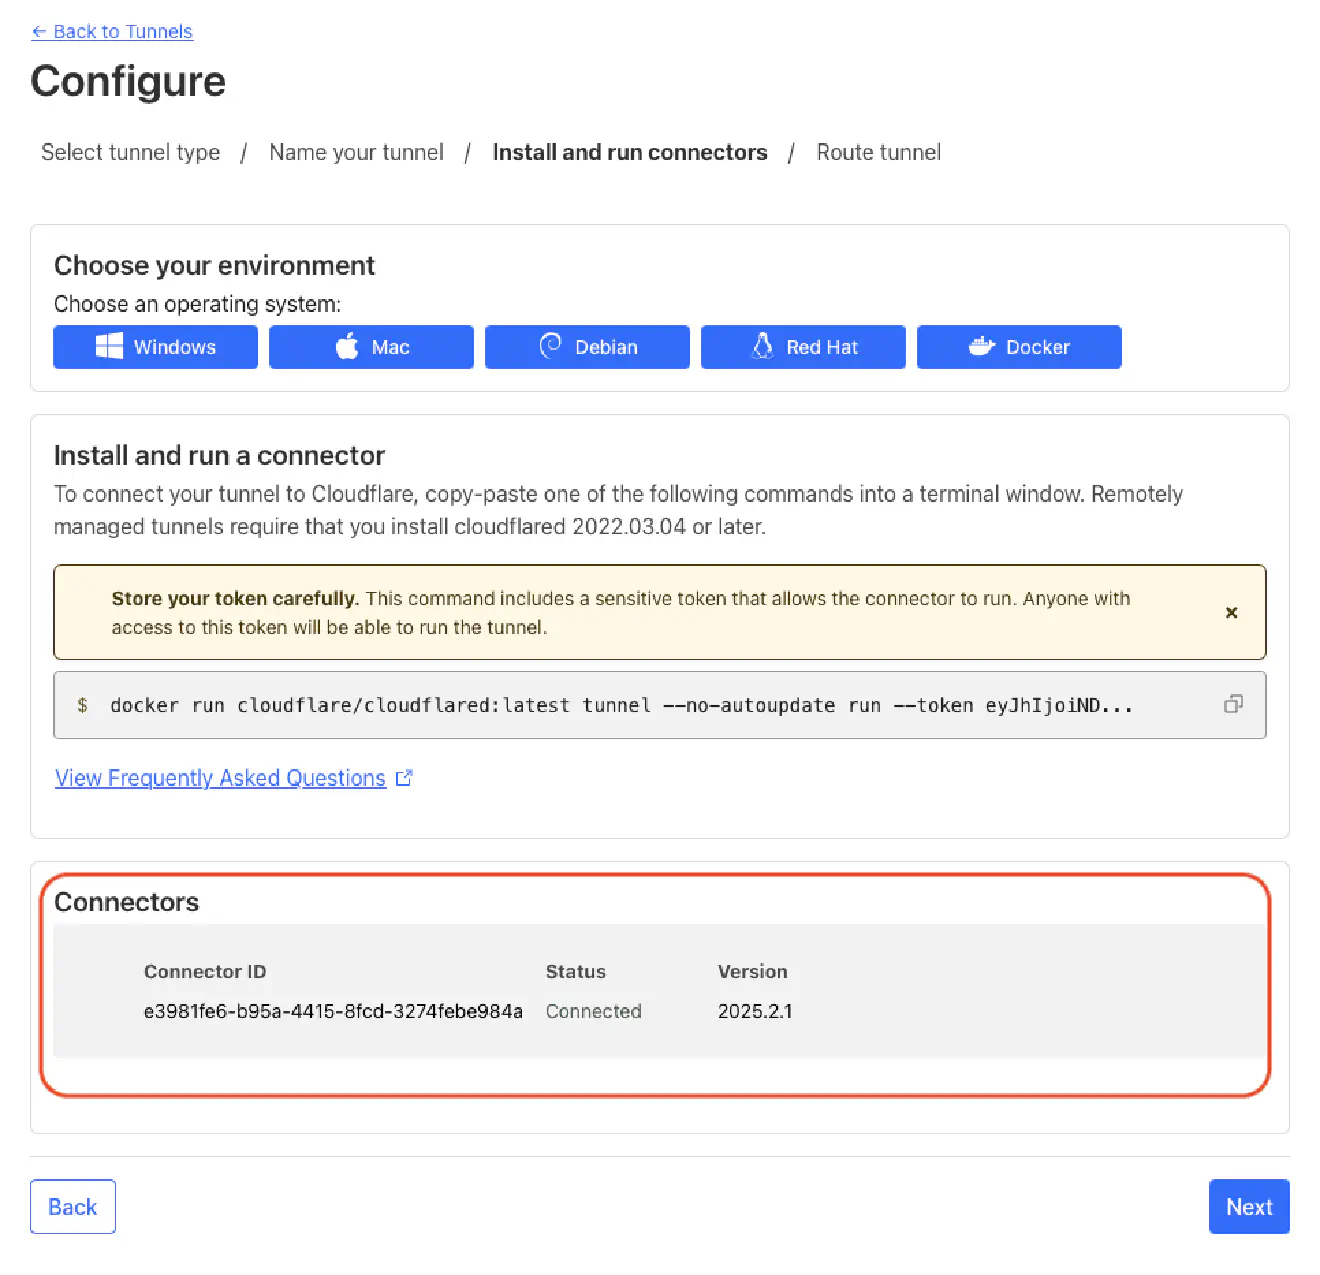 ← Back to Tunnels
Configure
Select tunnel type / Name your tunnel / Install and run connectors / Route tunnel
Choose your environment
Choose an operating system:
Windows Mac Debian Red Hat Docker
Install and run a connector
To connect your tunnel to Cloudflare, copy-paste one of the following commands into a terminal window. Remotely
managed tunnels require that you install cloudflared 2022.03.04 or later.
Store your token carefully. This command includes a sensitive token that allows the connector to run. Anyone with
access to this token will be able to run the tunnel.
$ docker run cloudflare/cloudflared:latest tunnel --no-autoupdate run --token eyJhIjoiND...
View Frequently Asked Questions
Connectors
Connector ID Status Version
e3981fe6-b95a-4415-8fcd-3274febe984a Connected 2025.2.1
Back Next